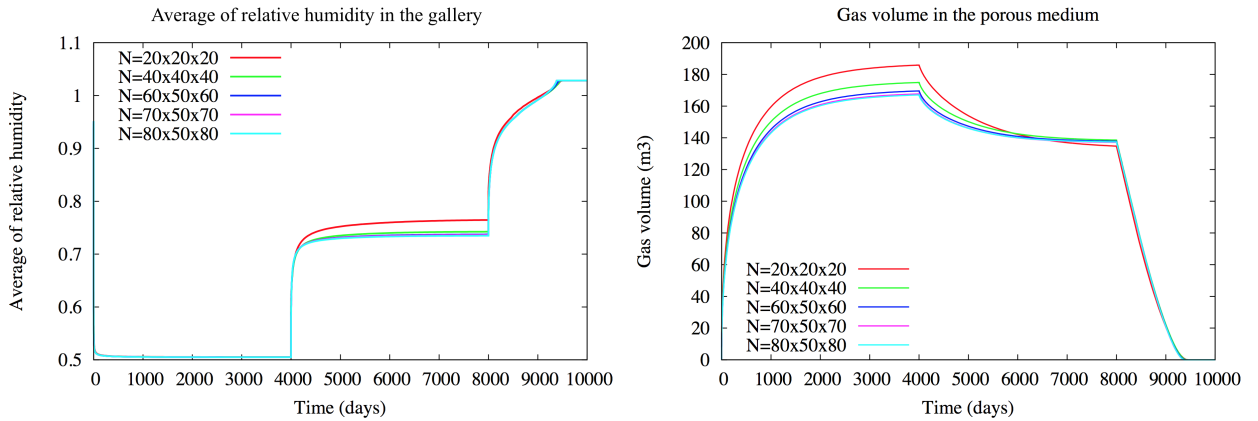 Average of relative humidity in the gallery
Average of relative humidity
1.1
1
0.9
0.8
0.7
0.6
0.5
N=20x20x20
N=40x40x40
N=60x50x60
N=70x50x70
N=80x50x80
0 1000 2000 3000 4000 5000 6000 7000 8000 9000 10000
Time (days)
Gas volume in the porous medium
Gas volume (m3)
200
180
160
140
120
100
80
60
40
20
0
N=20x20x20
N=40x40x40
N=60x50x60
N=70x50x70
N=80x50x80
0 1000 2000 3000 4000 5000 6000 7000 8000 9000 10000
Time (days)